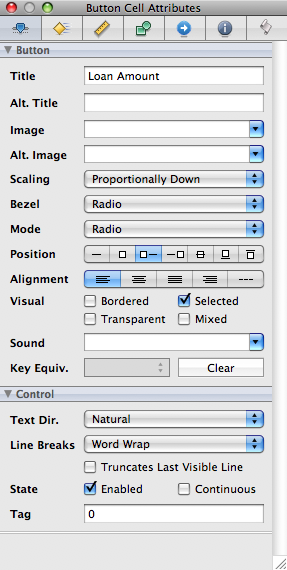 Button Cell Attributes
Button
Title Loan Amount
Alt. Title
Image
Alt. Image
Scaling Proportionally Down
Bezel Radio
Mode Radio
Position
Alignment
Visual Bordered Selected
Transparent Mixed
Sound
Key Equiv. Clear
Control
Text Dir. Natural
Line Breaks Word Wrap
Truncates Last Visible Line
State Enabled Continuous
Tag 0